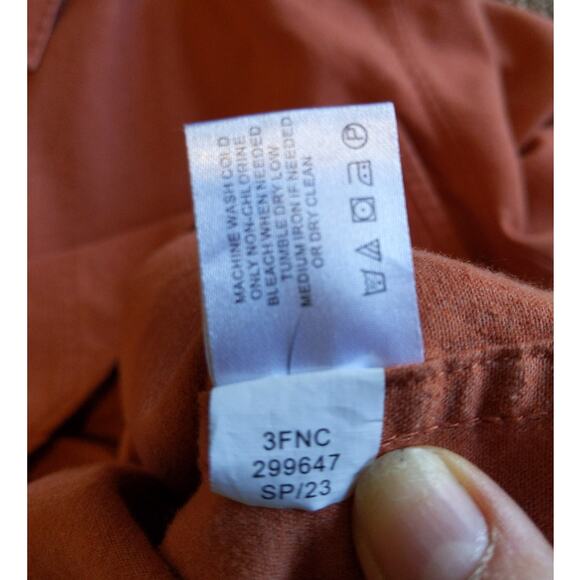 MACHINE WASH COLD
ONLY NON-CHLORINE
BLEACH WHEN NEEDED
TUMBLE DRY LOW
MEDIUM IRON IF NEEDED
OR DRY CLEAN
P
3FNC
299647
SP/23